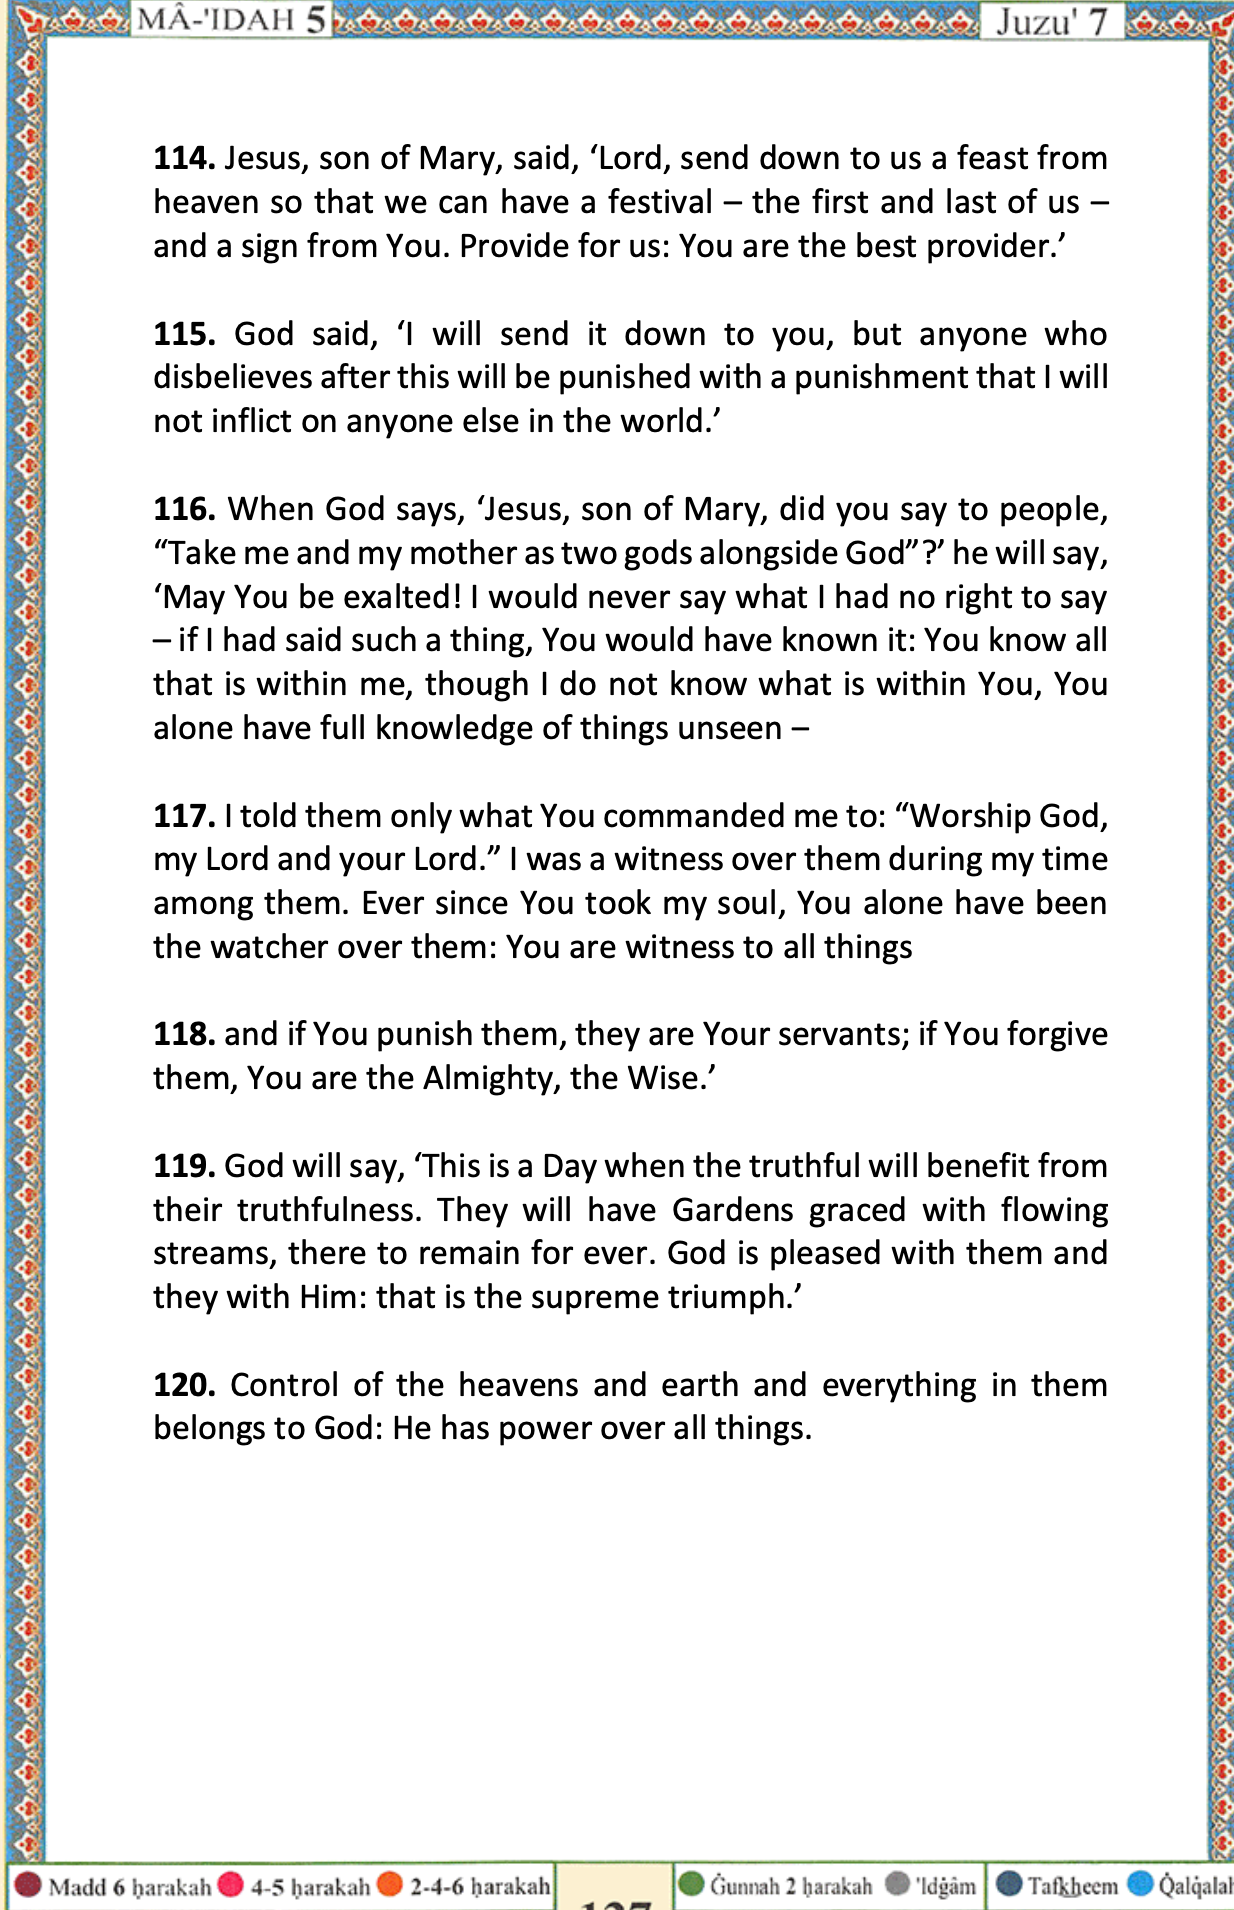 MÂ-'IDAH 5
Juzu' 7
114. Jesus, son of Mary, said, ‘Lord, send down to us a feast from
heaven so that we can have a festival – the first and last of us –
and a sign from You. Provide for us: You are the best provider.’
115. God said, ‘I will send it down to you, but anyone who
disbelieves after this will be punished with a punishment that I will
not inflict on anyone else in the world.’
116. When God says, ‘Jesus, son of Mary, did you say to people,
“Take me and my mother as two gods alongside God”?’ he will say,
‘May You be exalted! I would never say what I had no right to say
– if I had said such a thing, You would have known it: You know all
that is within me, though I do not know what is within You, You
alone have full knowledge of things unseen –
117. I told them only what You commanded me to: “Worship God,
my Lord and your Lord.” I was a witness over them during my time
among them. Ever since You took my soul, You alone have been
the watcher over them: You are witness to all things
118. and if You punish them, they are Your servants; if You forgive
them, You are the Almighty, the Wise.’
119. God will say, ‘This is a Day when the truthful will benefit from
their truthfulness. They will have Gardens graced with flowing
streams, there to remain for ever. God is pleased with them and
they with Him: that is the supreme triumph.’
120. Control of the heavens and earth and everything in them
belongs to God: He has power over all things.
Madd 6 ḥarakah 4-5 ḥarakah 2-4-6 ḥarakah
127
Ġunnah 2 ḥarakah 'Idġâm Tafk͟heem Q̇alq̇alah